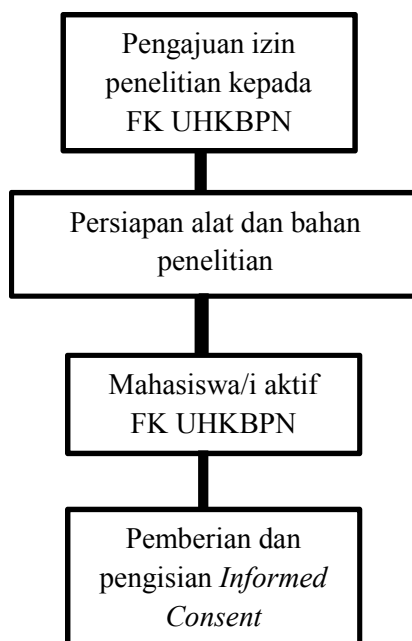 Pengajuan izin
penelitian kepada
FK UHKBPN
Persiapan alat dan bahan
penelitian
Mahasiswa/i aktif
FK UHKBPN
Pemberian dan
pengisian Informed
Consent